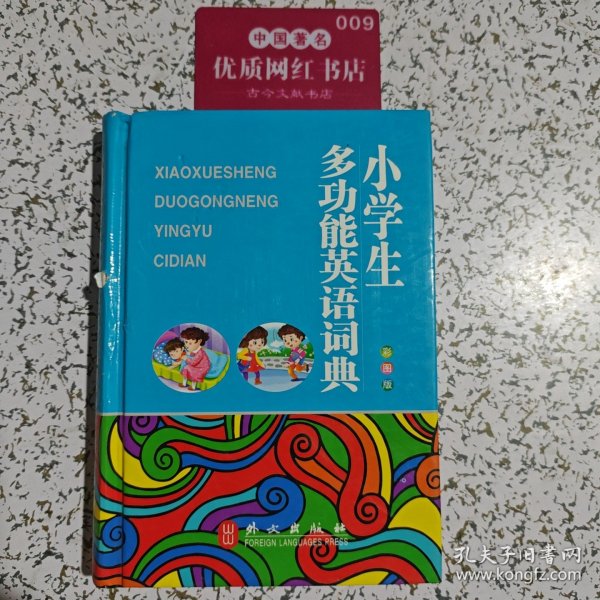 009
中国著名
优质网红书店
古今文献书店
小学生
多功能英语词典
XIAOXUESHENG
DUOGONGNENG
YINGYU
CIDIAN
彩图版
外文出版社
FOREIGN LANGUAGES PRESS
孔夫子旧书网
www.kongfz.com